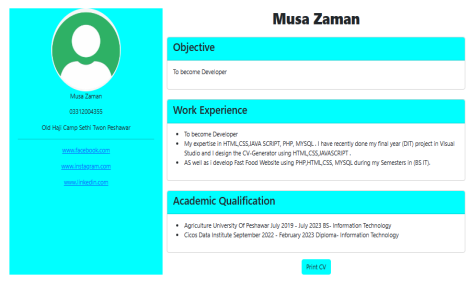 Musa Zaman
03312004355
Old Haji Camp Sethi Twon Peshawar
www.facebook.com
www.instagram.com
www.linkedin.com
Musa Zaman
Objective
To become Developer
Work Experience
To become Developer
My expertise in HTML,CSS,JAVA SCRIPT, PHP, MYSQL . I have recently done my final year (DIT) project in Visual
Studio and I design the CV-Generator using HTML,CSS,JAVASCRIPT .
AS well as I develop Fast Food Website using PHP,HTML,CSS, MYSQL during my Semesters in (BS IT).
Academic Qualification
Agriculture University Of Peshawar July 2019 - July 2023 BS- Information Technology
Cicos Data Institute September 2022 - February 2023 Diploma- Information Technology
Print CV